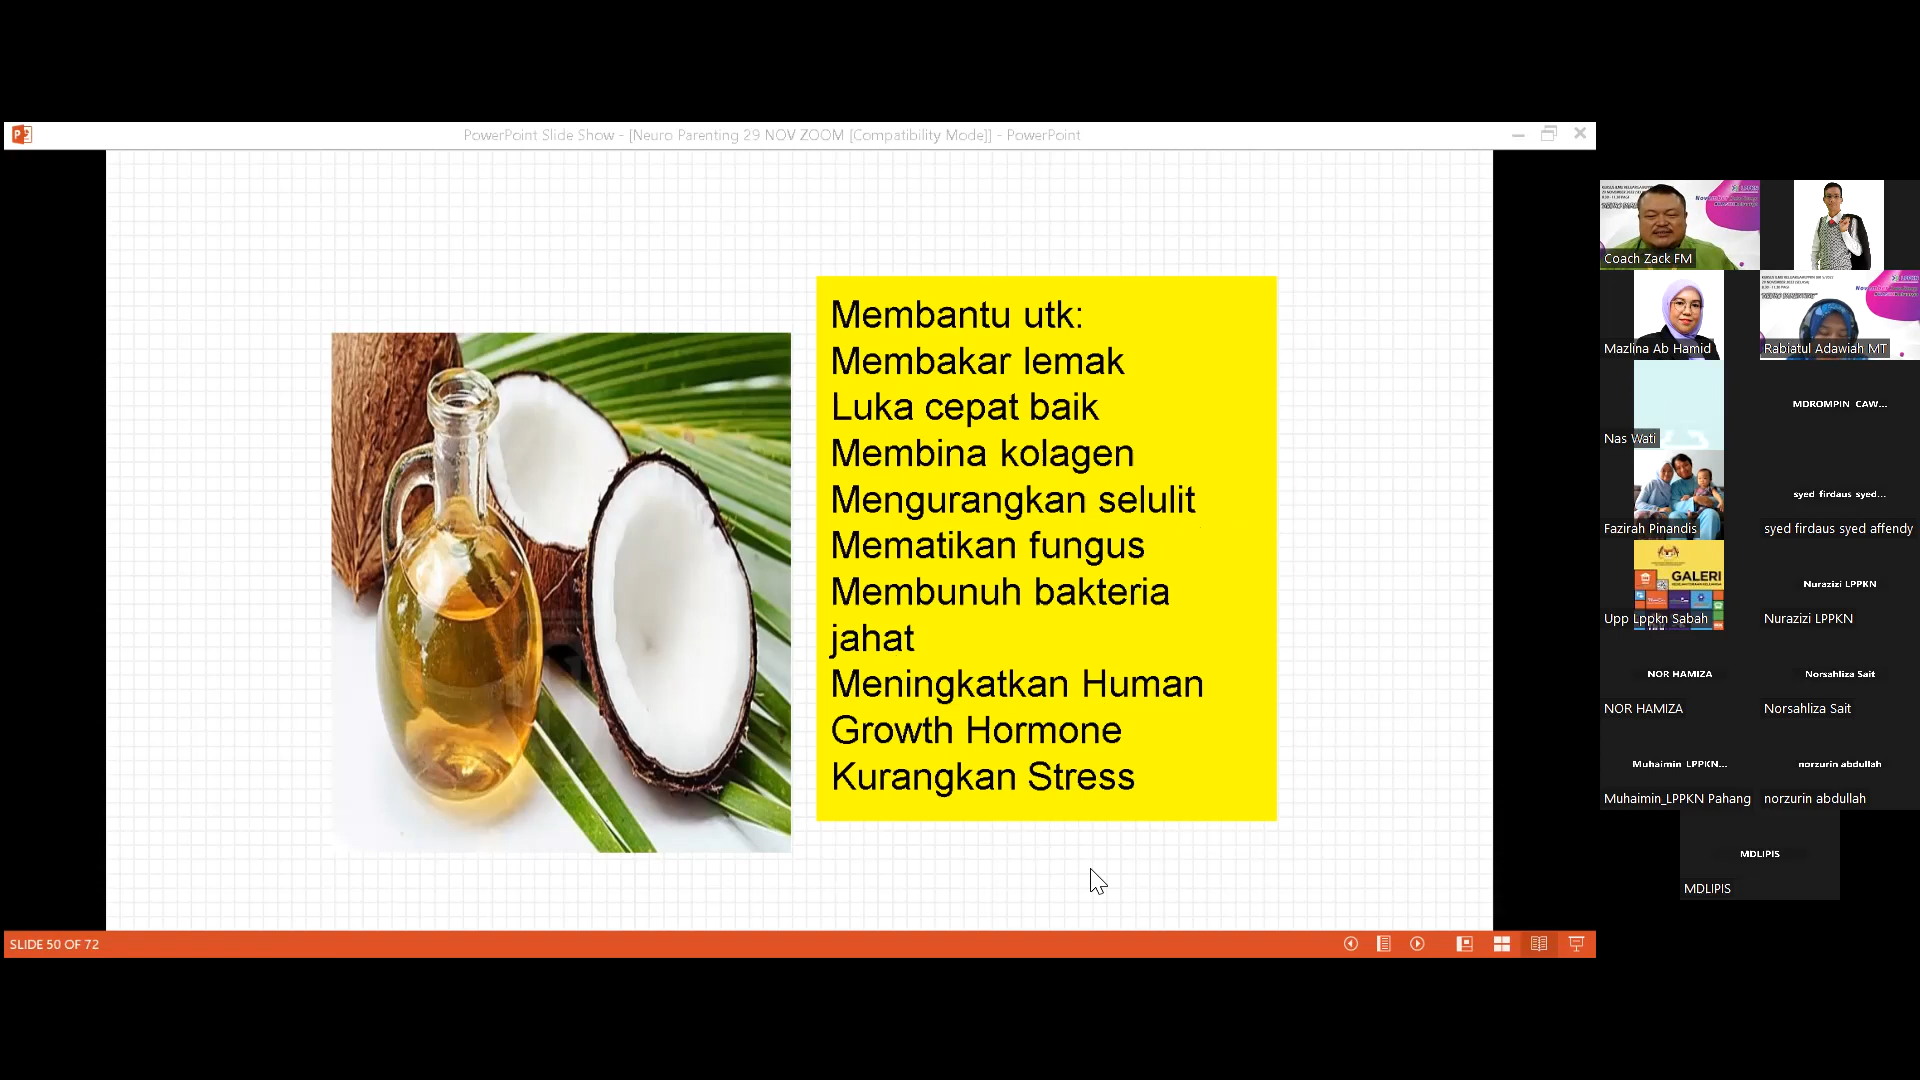 PowerPoint Slide Show - [Neuro Parenting 29 NOV ZOOM [Compatibility Mode]] - PowerPoint
Membantu utk:
Membakar lemak
Luka cepat baik
Membina kolagen
Mengurangkan selulit
Mematikan fungus
Membunuh bakteria
jahat
Meningkatkan Human
Growth Hormone
Kurangkan Stress
SLIDE 50 OF 72
Coach Zack FM
Mazlina Ab Hamid
Rabiatul Adawiah MT
Nas Wati
MDROMPIN CAW...
Fazirah Pinandis
syed firdaus syed...
syed firdaus syed affendy
GALERI
Upp Lppkn Sabah
Nurazizi LPPKN
Nurazizi LPPKN
NOR HAMIZA
NOR HAMIZA
Norsahliza Sait
Norsahliza Sait
Muhaimin LPPKN...
Muhaimin_LPPKN Pahang
norzurin abdullah
norzurin abdullah
MDLIPIS
MDLIPIS